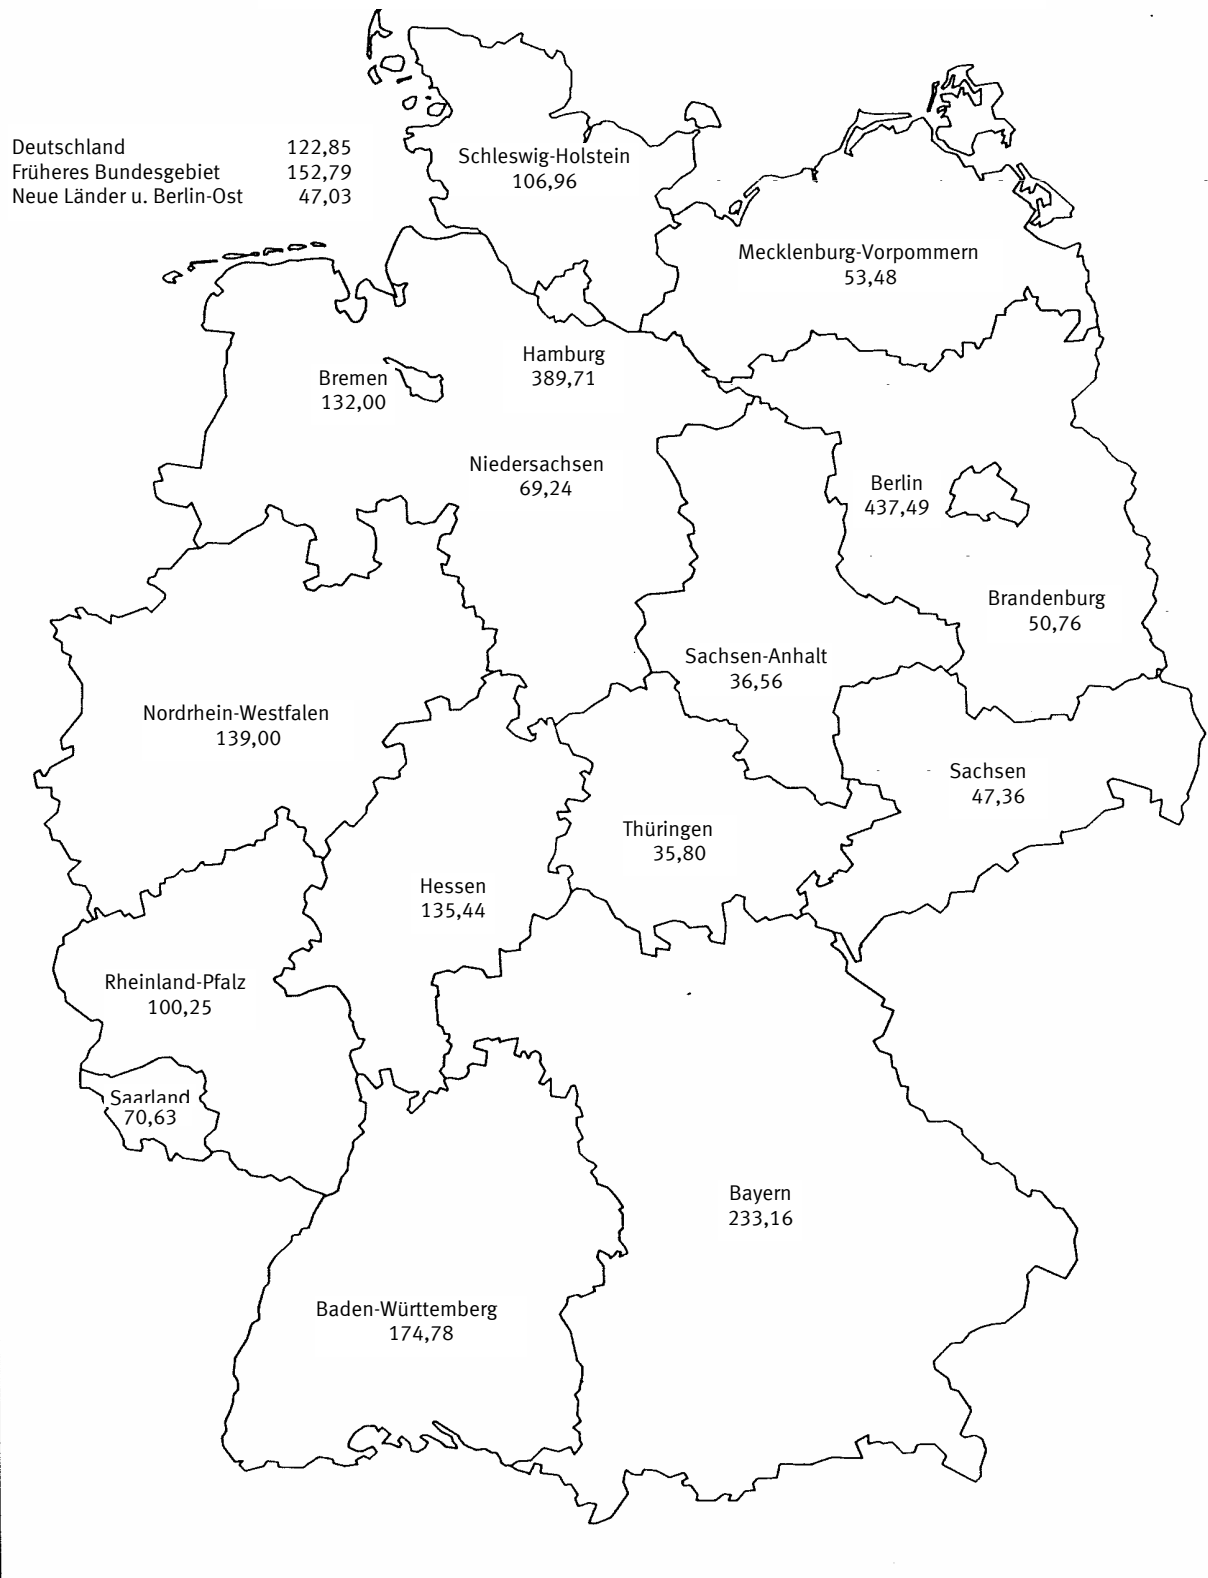 Deutschland 122,85
Früheres Bundesgebiet 152,79
Neue Länder u. Berlin-Ost 47,03
Schleswig-Holstein
106,96
Mecklenburg-Vorpommern
53,48
Hamburg
389,71
Bremen
132,00
Niedersachsen
69,24
Berlin
437,49
Brandenburg
50,76
Sachsen-Anhalt
36,56
Nordrhein-Westfalen
139,00
Sachsen
47,36
Thüringen
35,80
Hessen
135,44
Rheinland-Pfalz
100,25
Saarland
70,63
Bayern
233,16
Baden-Württemberg
174,78